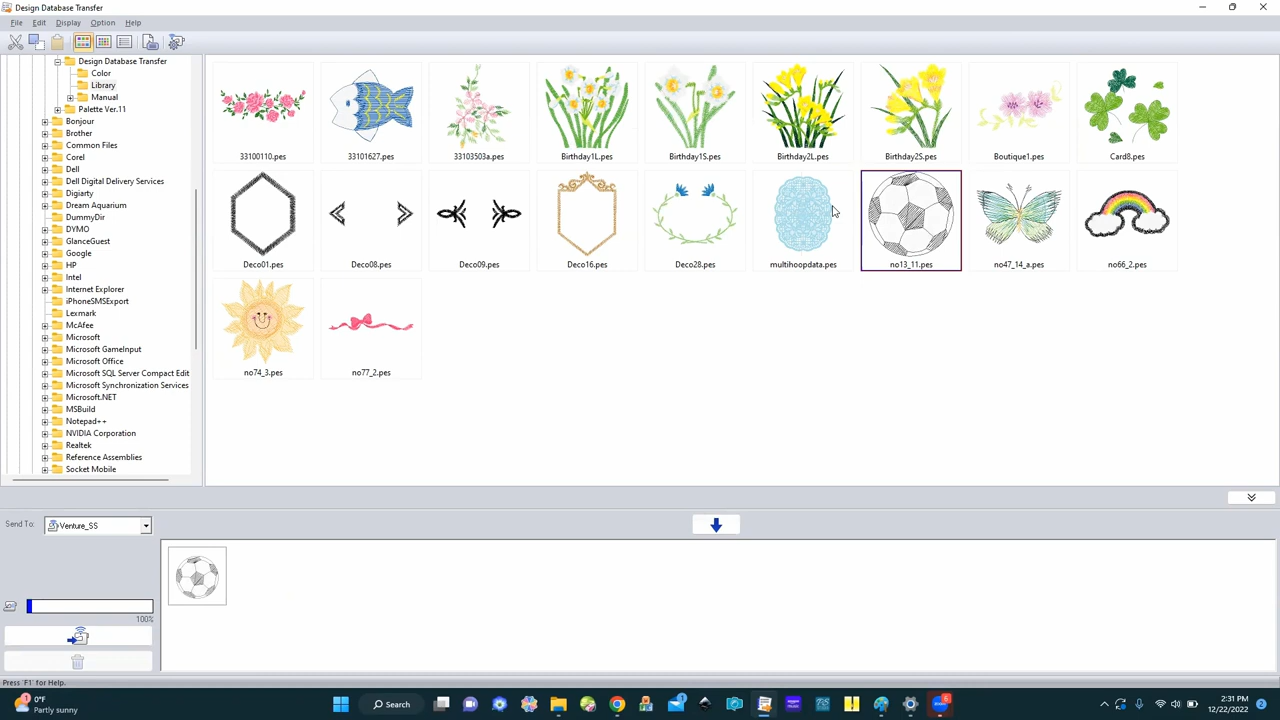 Design Database Transfer
File Edit Display Option Help
Design Database Transfer
Color
Library
Manual
Palette Ver.11
Bonjour
Brother
Common Files
Corel
Dell
Dell Digital Delivery Services
Digiarty
Dream Aquarium
DummyDir
DYMO
GlanceGuest
Google
HP
Intel
Internet Explorer
iPhoneSMSExport
Lexmark
McAfee
Microsoft
Microsoft GameInput
Microsoft Office
Microsoft SQL Server Compact Edit
Microsoft Synchronization Services
Microsoft.NET
MSBuild
Notepad++
NVIDIA Corporation
Realtek
Reference Assemblies
Socket Mobile
33100110.pes 33101627.pes 33103503a.pes Birthday1L.pes Birthday1S.pes Birthday2L.pes Birthday2S.pes Boutique1.pes Card8.pes
Deco01.pes Deco08.pes Deco09.pes Deco16.pes Deco28.pes multihoopdata.pes no13_11.pes no47_14_a.pes no66_2.pes
no74_3.pes no77_2.pes
Send To: Venture_SS
100%
Press 'F1' for Help.
1 0°F
Partly sunny
Search
1
6
2:31 PM
12/22/2022